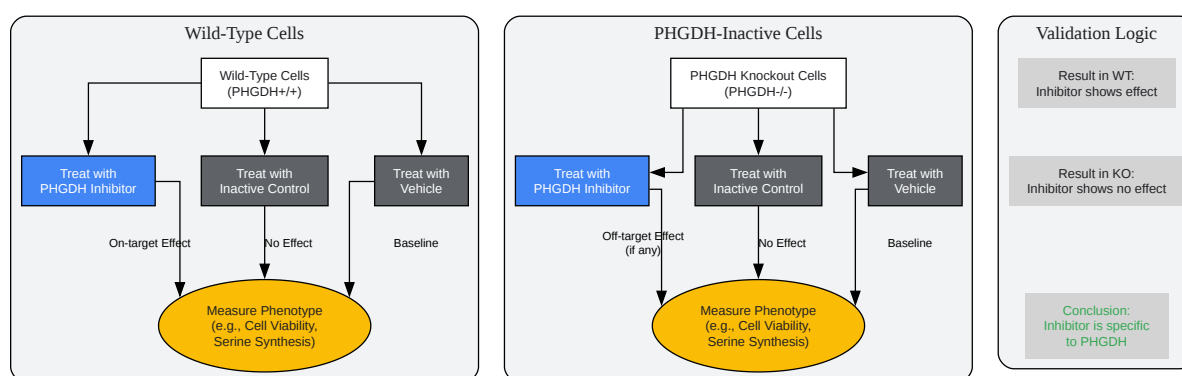 Wild-Type Cells
Wild-Type Cells
(PHGDH+/+)
Treat with
PHGDH Inhibitor
Treat with
Inactive Control
Treat with
Vehicle
On-target Effect
No Effect
Baseline
Measure Phenotype
(e.g., Cell Viability,
Serine Synthesis)
PHGDH-Inactive Cells
PHGDH Knockout Cells
(PHGDH-/-)
Treat with
PHGDH Inhibitor
Treat with
Inactive Control
Treat with
Vehicle
Off-target Effect
(if any)
No Effect
Baseline
Measure Phenotype
(e.g., Cell Viability,
Serine Synthesis)
Validation Logic
Result in WT:
Inhibitor shows effect
Result in KO:
Inhibitor shows no effect
Conclusion:
Inhibitor is specific
to PHGDH